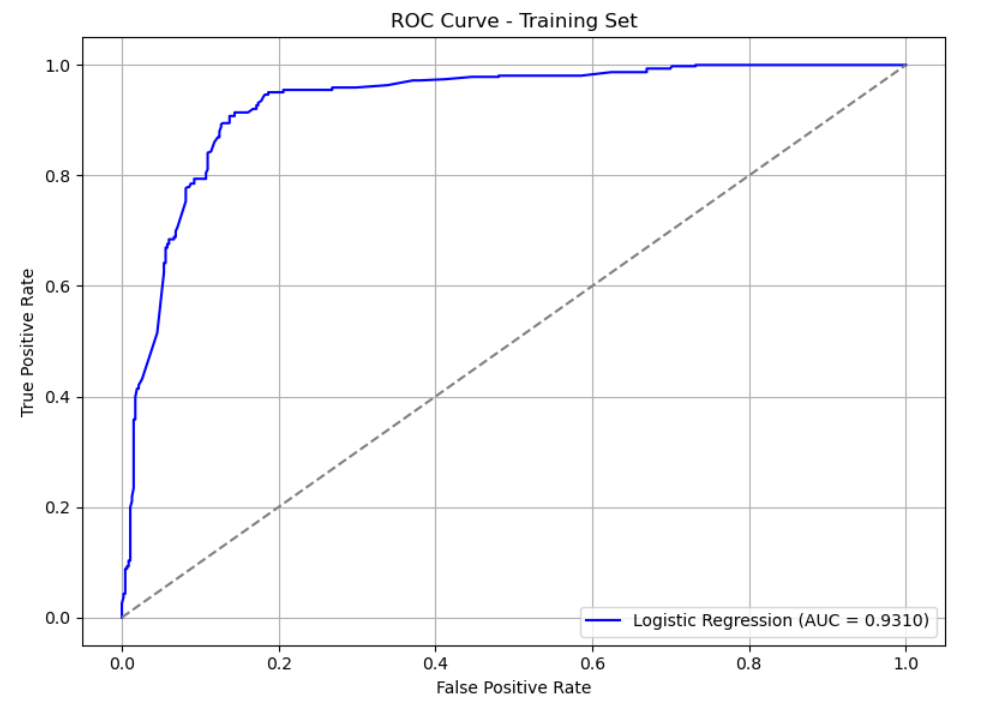 ROC Curve - Training Set
True Positive Rate
1.0
0.8
0.6
0.4
0.2
0.0
Logistic Regression (AUC = 0.9310)
0.0 0.2 0.4 0.6 0.8 1.0
False Positive Rate